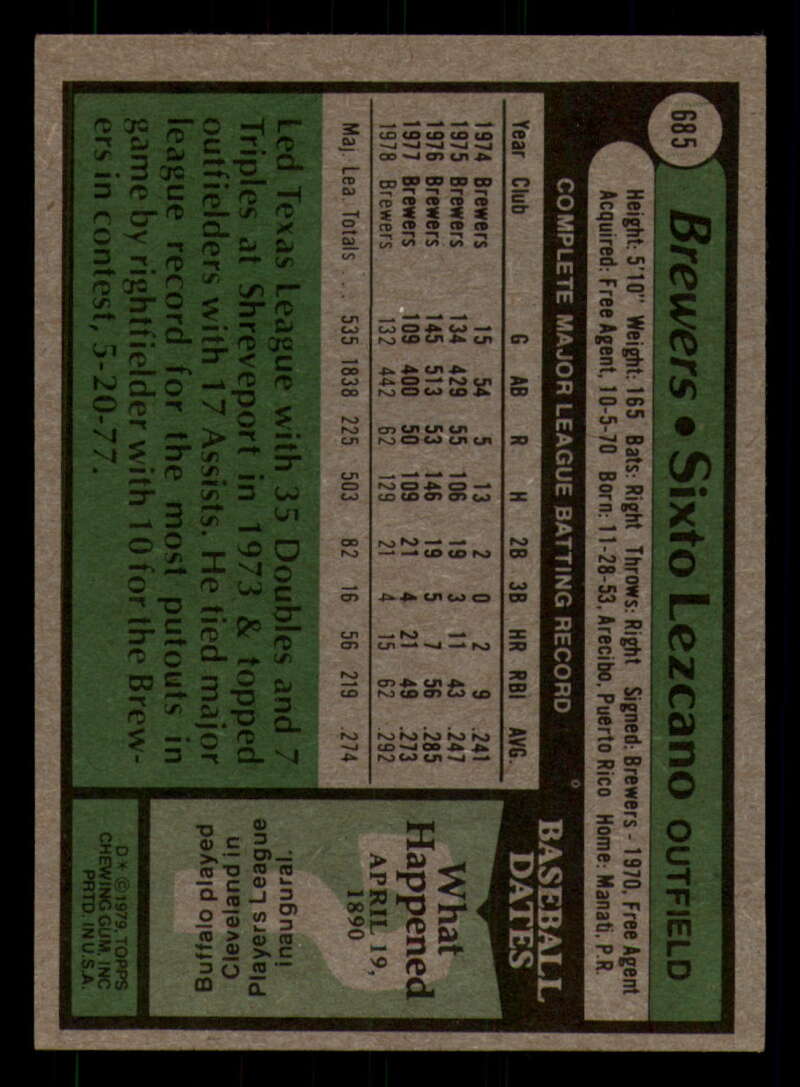 685
Brewers • Sixto Lezcano OUTFIELD
Height: 5'10" Weight: 165 Bats: Right Throws: Right Signed: Brewers - 1970, Free Agent
Acquired: Free Agent, 10-5-70 Born: 11-28-53, Arecibo, Puerto Rico Home: Manati, P.R.
COMPLETE MAJOR LEAGUE BATTING RECORD
Year Club G AB R H 2B 3B HR RBI AVG.
1974 Brewers 15 54 5 13 2 0 2 9 .241
1975 Brewers 134 429 55 106 19 3 11 43 .247
1976 Brewers 145 513 53 146 19 5 7 56 .285
1977 Brewers 109 400 50 109 21 4 21 49 .273
1978 Brewers 132 442 62 129 21 4 15 62 .292
Maj. Lea Totals . . . 535 1838 225 503 82 16 56 219 .274
Led Texas League with 35 Doubles and 7
Triples at Shreveport in 1973 & topped
outfielders with 17 Assists. He tied major
league record for the most putouts in
game by rightfielder with 10 for the Brew-
ers in contest, 5-20-77.
BASEBALL
DATES
What
Happened
APRIL 19,
1890
Buffalo played
Cleveland in
Players League
inaugural.
D* © 1979, TOPPS
CHEWING GUM, INC
PRTD. IN U.S.A.